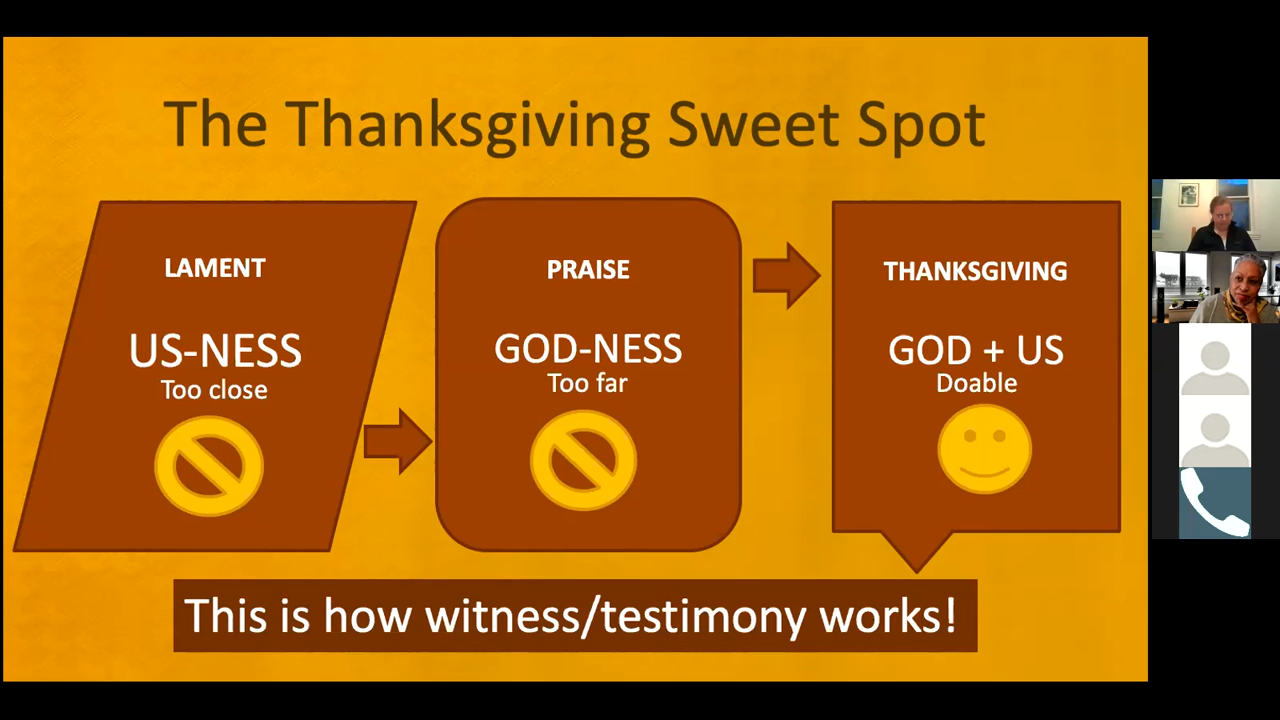 The Thanksgiving Sweet Spot
LAMENT
US-NESS
Too close
PRAISE
GOD-NESS
Too far
THANKSGIVING
GOD + US
Doable
This is how witness/testimony works!